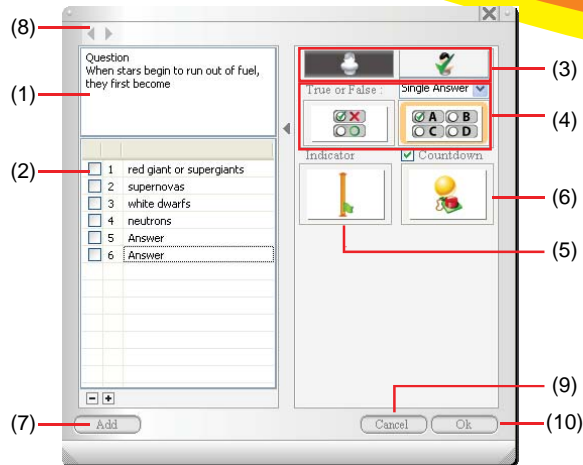 (8)
Question
When stars begin to run out of fuel,
they first become
(1)
(3)
True or False :
Single Answer
(4)
A B
C D
Indicator
Countdown
(2)
1 red giant or supergiants
2 supernovas
3 white dwarfs
4 neutrons
5 Answer
6 Answer
(6)
(5)
(9)
(7)
Add
Cancel
Ok
(10)